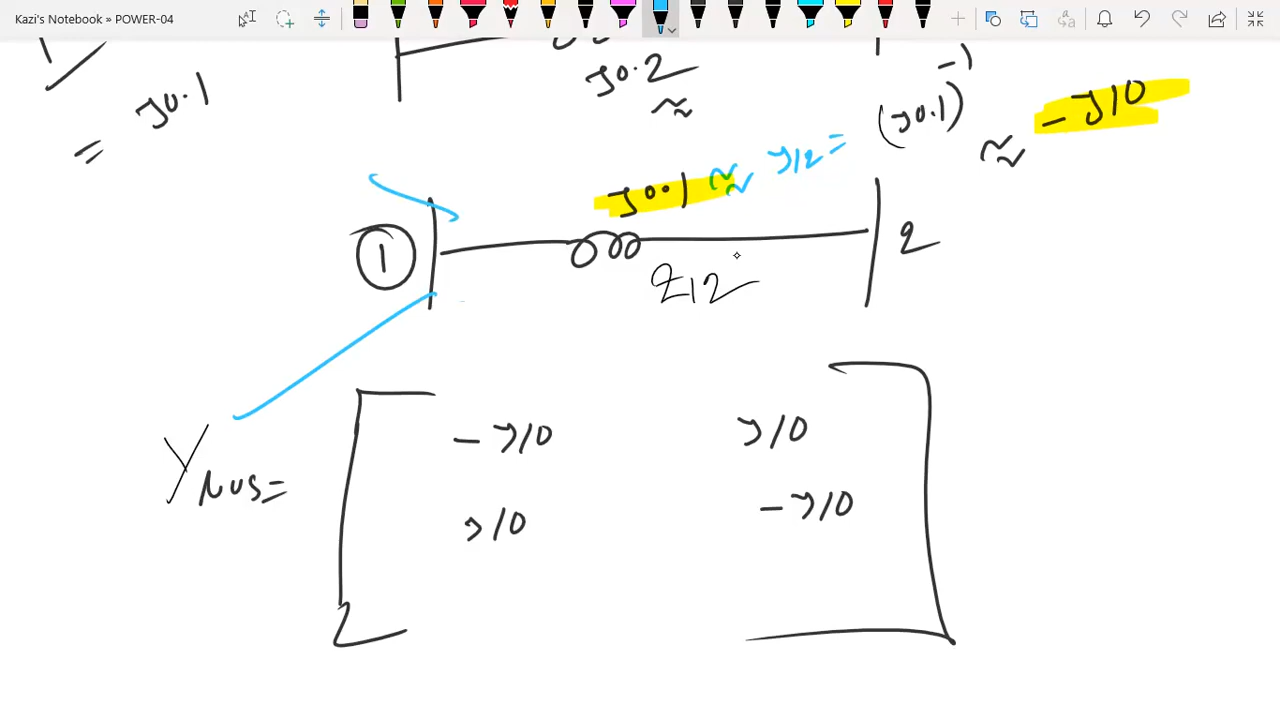 Kazi's Notebook » POWER-04
= j0.1
j0.2
≈
(j0.1)⁻¹ ≈ -j10
j0.1 ≈ y12 =
1
2
Z12
-j10 j10
YBUS=
j10 -j10